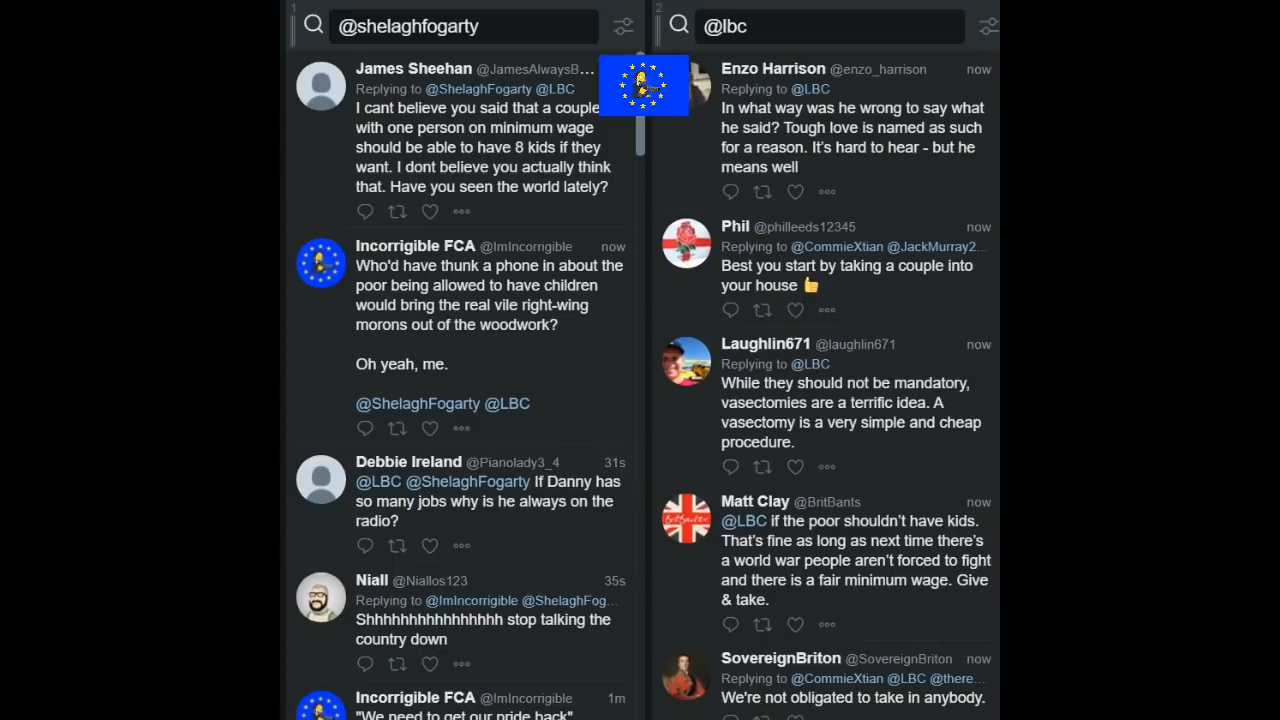 1
@shelaghfogarty
James Sheehan @JamesAlwaysB...
Replying to @ShelaghFogarty @LBC
I cant believe you said that a couple
with one person on minimum wage
should be able to have 8 kids if they
want. I dont believe you actually think
that. Have you seen the world lately?
Incorrigible FCA @ImIncorrigible now
Who'd have thunk a phone in about the
poor being allowed to have children
would bring the real vile right-wing
morons out of the woodwork?
Oh yeah, me.
@ShelaghFogarty @LBC
Debbie Ireland @Pianolady3_4 31s
@LBC @ShelaghFogarty If Danny has
so many jobs why is he always on the
radio?
Niall @Niallos123 35s
Replying to @ImIncorrigible @ShelaghFog...
Shhhhhhhhhhhhhhh stop talking the
country down
Incorrigible FCA @ImIncorrigible 1m
"We need to get our pride back"
2
@lbc
Enzo Harrison @enzo_harrison now
Replying to @LBC
In what way was he wrong to say what
he said? Tough love is named as such
for a reason. It's hard to hear - but he
means well
Phil @philleeds12345 now
Replying to @CommieXtian @JackMurray2...
Best you start by taking a couple into
your house 👍
Laughlin671 @laughlin671 now
Replying to @LBC
While they should not be mandatory,
vasectomies are a terrific idea. A
vasectomy is a very simple and cheap
procedure.
Matt Clay @BritBants now
@LBC if the poor shouldn't have kids.
That's fine as long as next time there's
a world war people aren't forced to fight
and there is a fair minimum wage. Give
& take.
BritBants
SovereignBriton @SovereignBriton now
Replying to @CommieXtian @LBC @there...
We're not obligated to take in anybody.